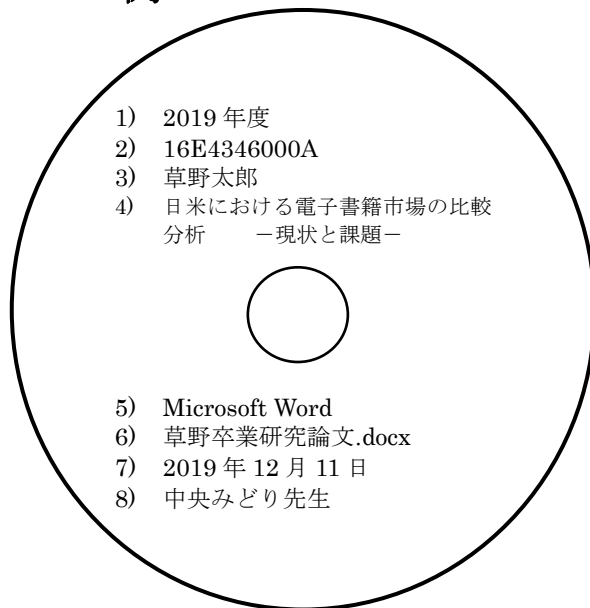 1) 2019 年度
2) 16E4346000A
3) 草野太郎
4) 日米における電子書籍市場の比較
分析 －現状と課題－
5) Microsoft Word
6) 草野卒業研究論文.docx
7) 2019 年 12 月 11 日
8) 中央みどり先生